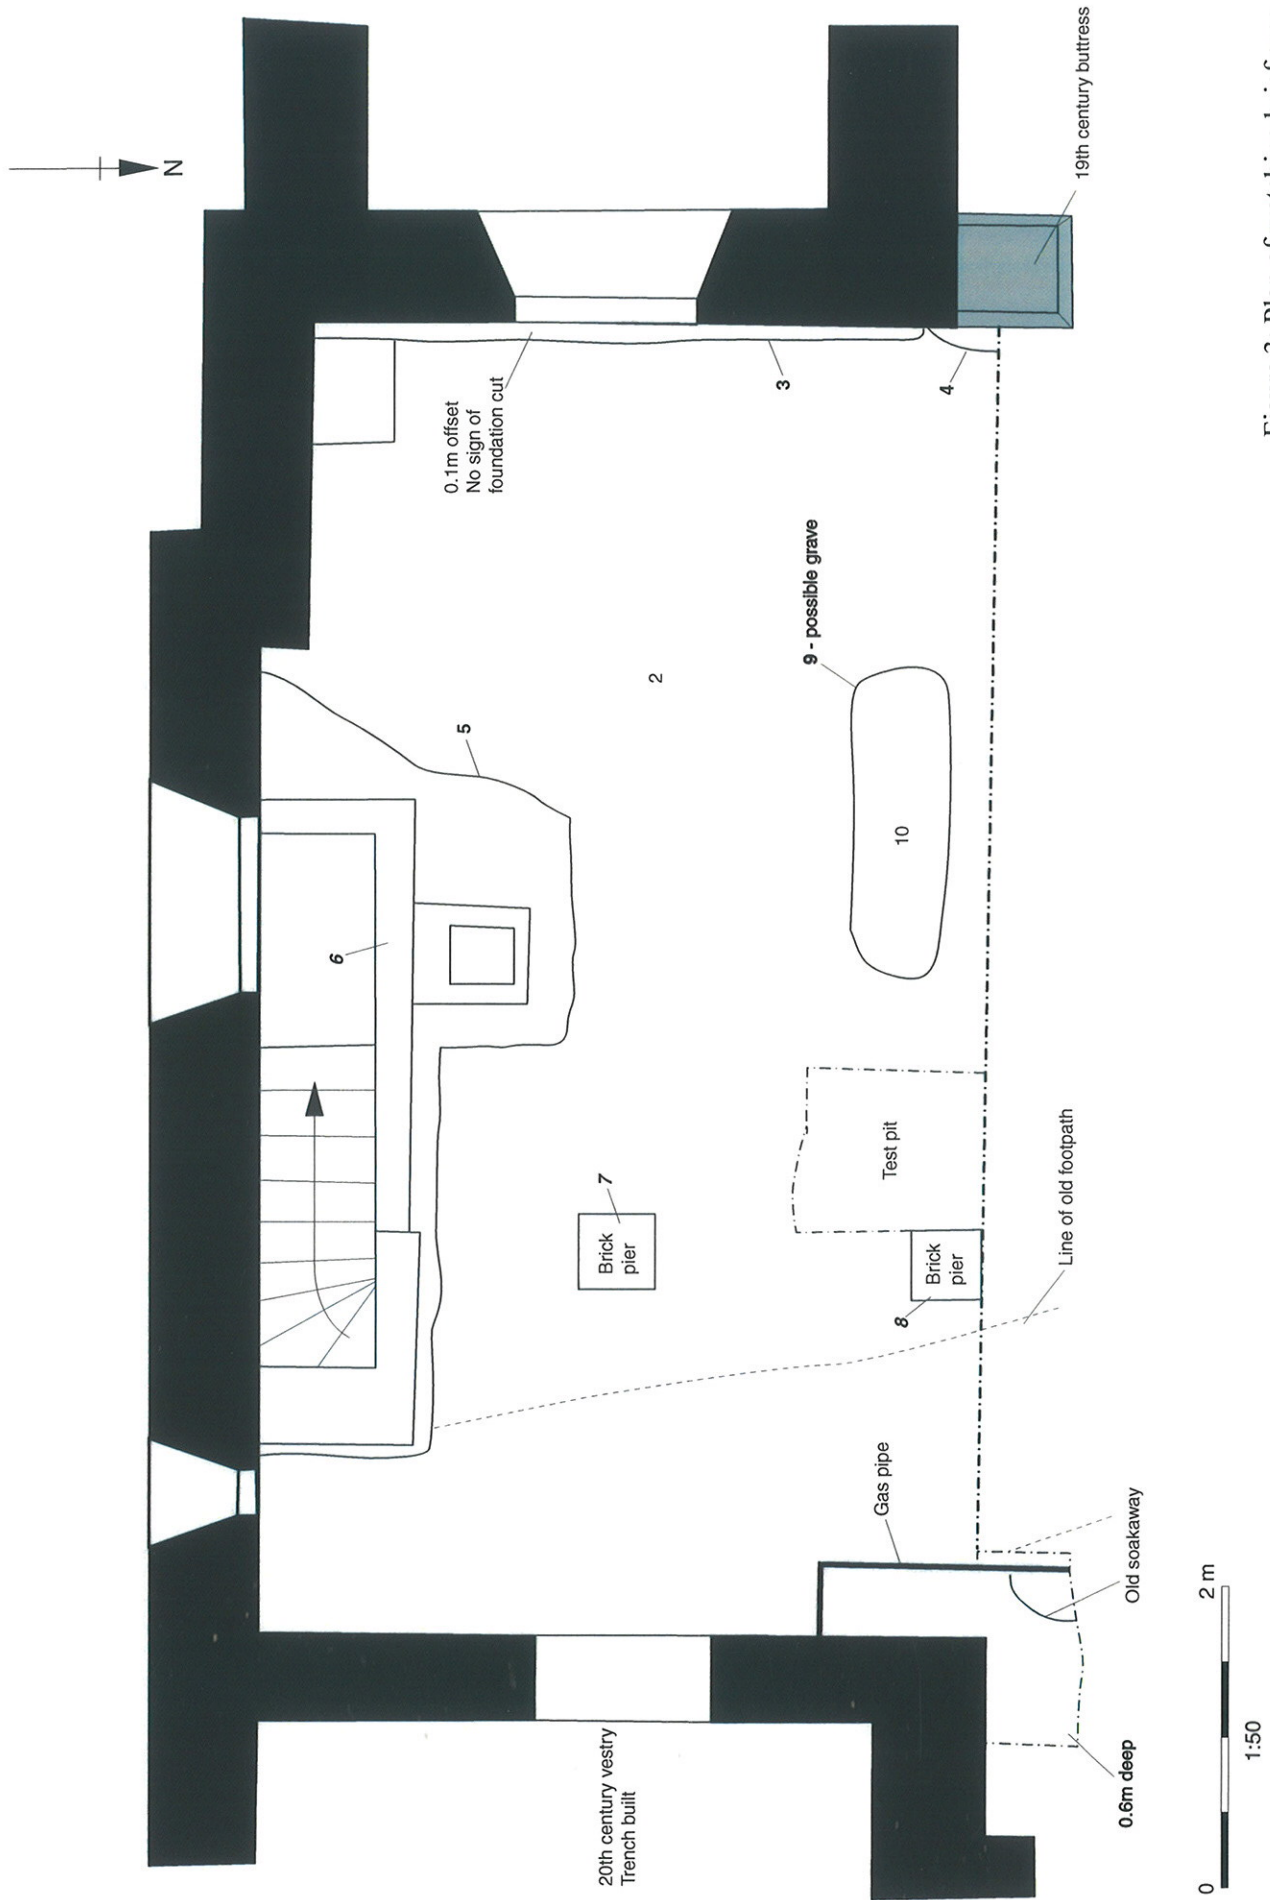 N
19th century buttress
0.1m offset
No sign of
foundation cut
3
4
9 - possible grave
2
5
10
6
Test pit
7
Brick
pier
Brick
pier
8
Line of old footpath
Gas pipe
Old soakaway
20th century vestry
Trench built
0.6m deep
0
2 m
1:50